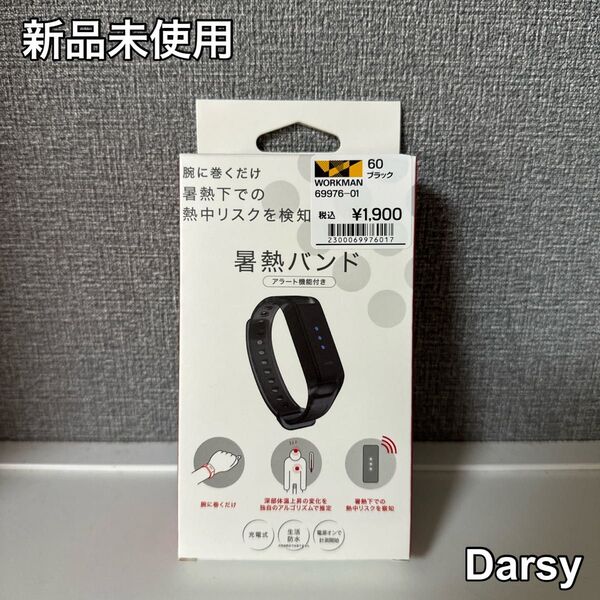 新品未使用
腕に巻くだけ
暑熱下での
熱中リスクを検知
WORKMAN
60
ブラック
69976-01
税込 ¥1,900
2300069976017
暑熱バンド
アラート機能付き
腕に巻くだけ
深部体温上昇の変化を
独自のアルゴリズムで推定
暑熱下での
熱中リスクを検知
充電式
生活
防水
電源オンで
計測開始
Darsy